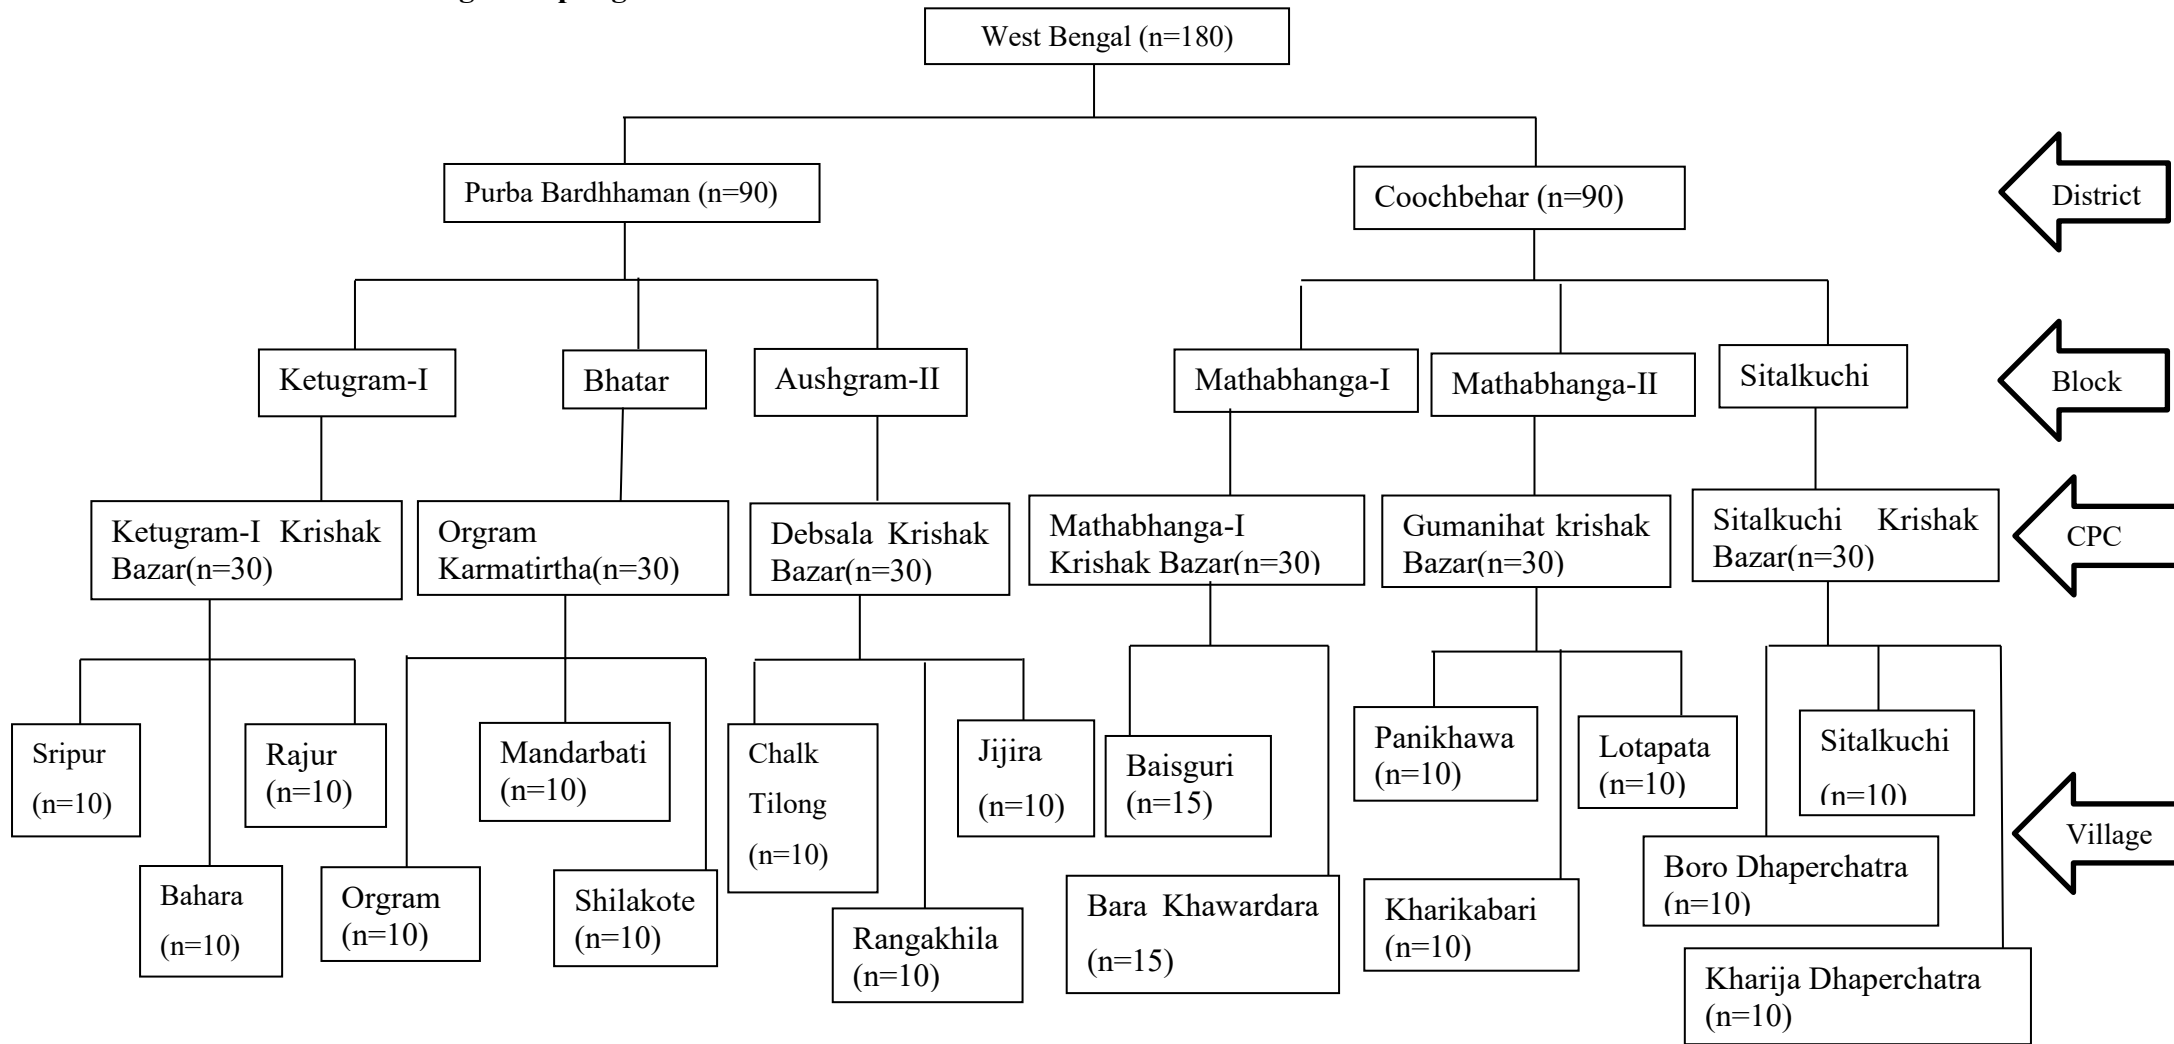 West Bengal (n=180)
Purba Bardhhaman (n=90)
Coochbehar (n=90)
District
Ketugram-I
Bhatar
Aushgram-II
Mathabhanga-I
Mathabhanga-II
Sitalkuchi
Block
Ketugram-I Krishak
Bazar(n=30)
Orgram
Karmatirtha(n=30)
Debsala Krishak
Bazar(n=30)
Mathabhanga-I
Krishak Bazar(n=30)
Gumanihat krishak
Bazar(n=30)
Sitalkuchi Krishak
Bazar(n=30)
CPC
Sripur
(n=10)
Bahara
(n=10)
Rajur
(n=10)
Orgram
(n=10)
Mandarbati
(n=10)
Shilakote
(n=10)
Chalk
Tilong
(n=10)
Rangakhila
(n=10)
Jijira
(n=10)
Baisguri
(n=15)
Bara Khawardara
(n=15)
Panikhawa
(n=10)
Kharikabari
(n=10)
Lotapata
(n=10)
Boro Dhaperchatra
(n=10)
Sitalkuchi
(n=10)
Kharija Dhaperchatra
(n=10)
Village